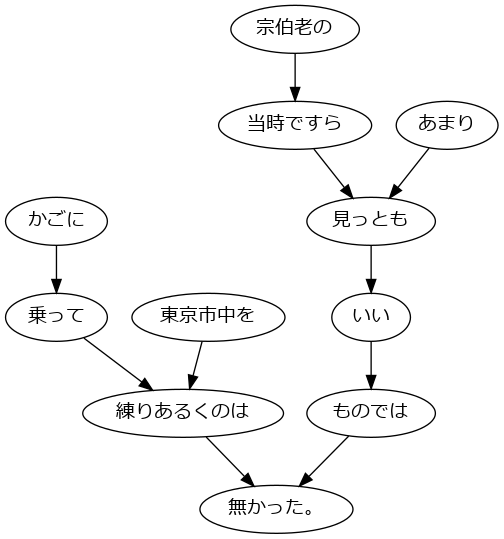 宗伯老の
当時ですら
あまり
かごに
見っとも
乗って
東京市中を
いい
練りあるくのは
ものでは
無かった。